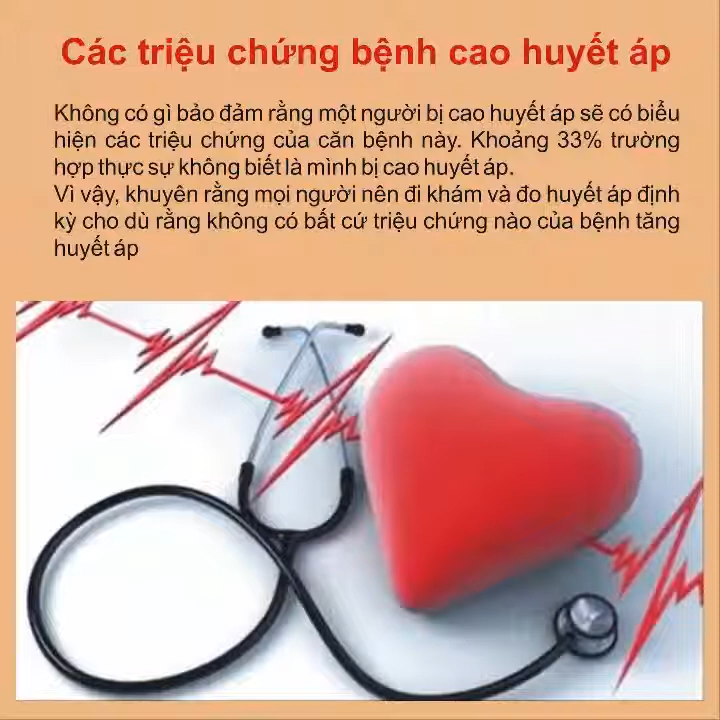 Các triệu chứng bệnh cao huyết áp
Không có gì bảo đảm rằng một người bị cao huyết áp sẽ có biểu
hiện các triệu chứng của căn bệnh này. Khoảng 33% trường
hợp thực sự không biết là mình bị cao huyết áp.
Vì vậy, khuyên rằng mọi người nên đi khám và đo huyết áp định
kỳ cho dù rằng không có bất cứ triệu chứng nào của bệnh tăng
huyết áp